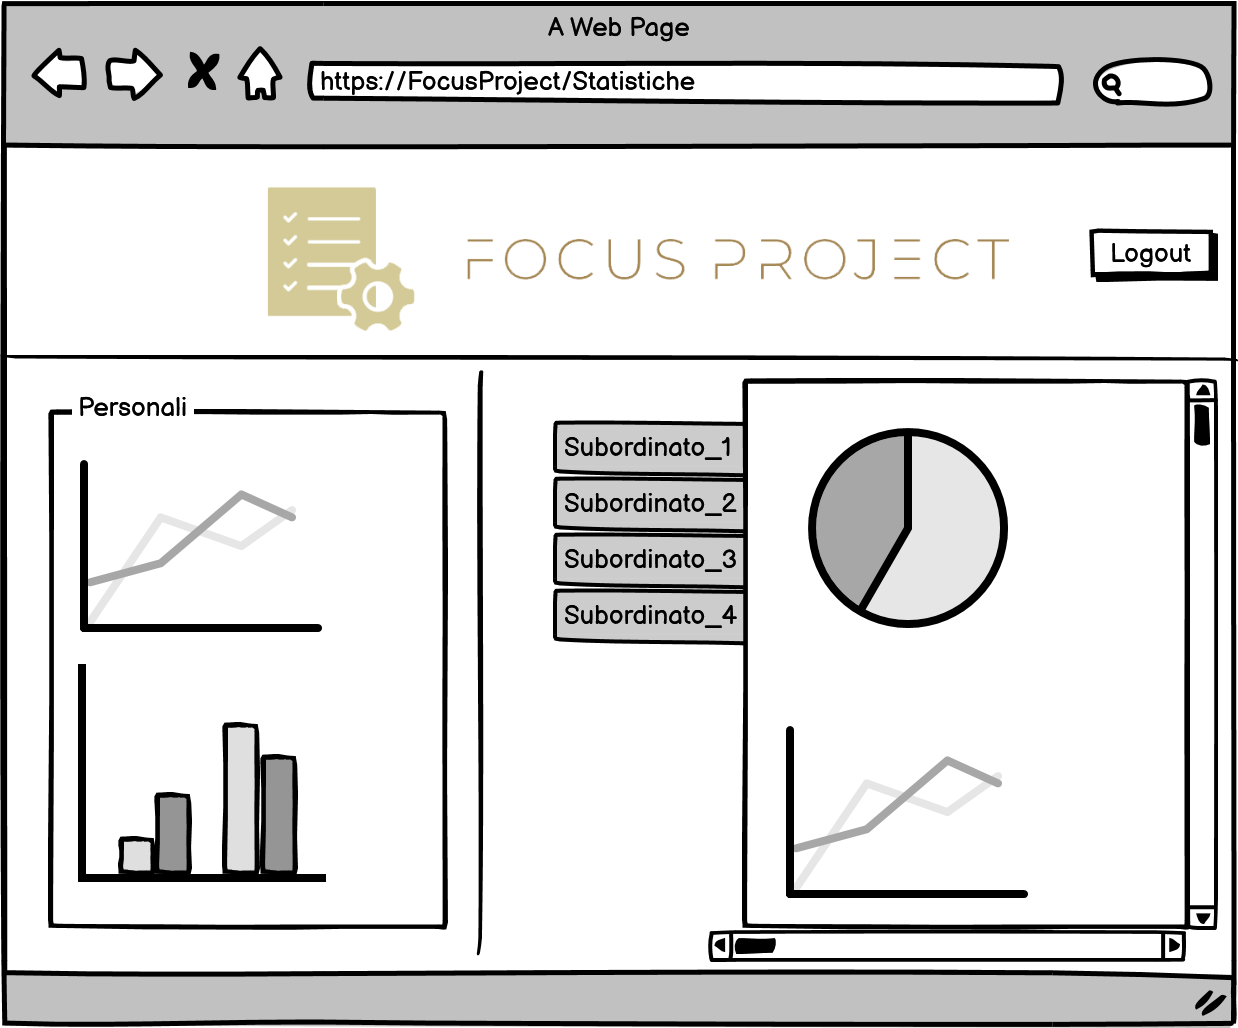 A Web Page
https://FocusProject/Statistiche
FOCUS PROJECT
Logout
Personali
Subordinato_1
Subordinato_2
Subordinato_3
Subordinato_4